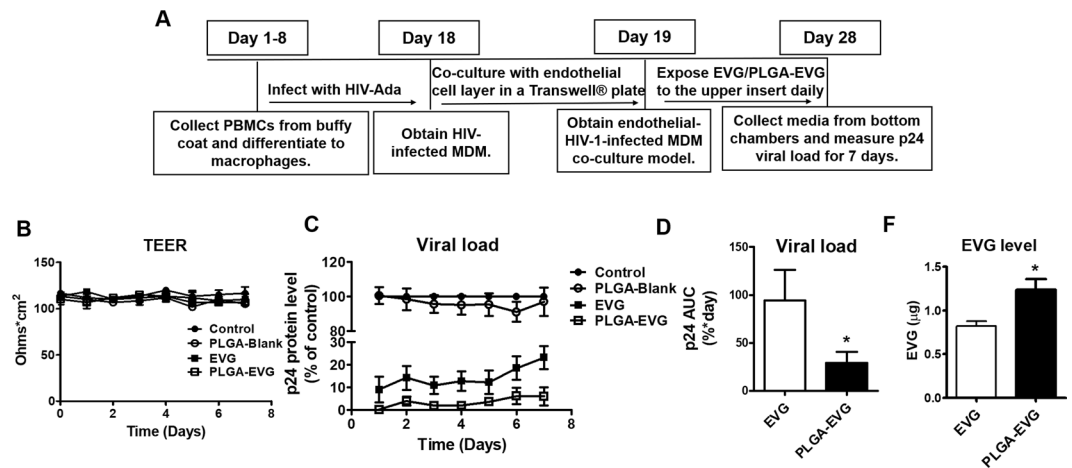 A
Day 1-8
Day 18
Day 19
Day 28
Infect with HIV-Ada
Co-culture with endothelial
cell layer in a Transwell® plate
Expose EVG/PLGA-EVG
to the upper insert daily
Collect PBMCs from buffy
coat and differentiate to
macrophages.
Obtain HIV-
infected MDM.
Obtain endothelial-
HIV-1-infected MDM
co-culture model.
Collect media from bottom
chambers and measure p24
viral load for 7 days.
B
TEER
Ohms*cm2
150
100
50
0
0 2 4 6 8
Time (Days)
Control
PLGA-Blank
EVG
PLGA-EVG
C
Viral load
p24 protein level
(% of control)
120
100
80
30
20
10
0
0 2 4 6 8
Time (Days)
Control
PLGA-Blank
EVG
PLGA-EVG
D
Viral load
p24 AUC
(%*day)
150
100
50
0
*
EVG
PLGA-EVG
F
EVG level
EVG (µg)
1.5
1.0
0.5
0.0
*
EVG
PLGA-EVG